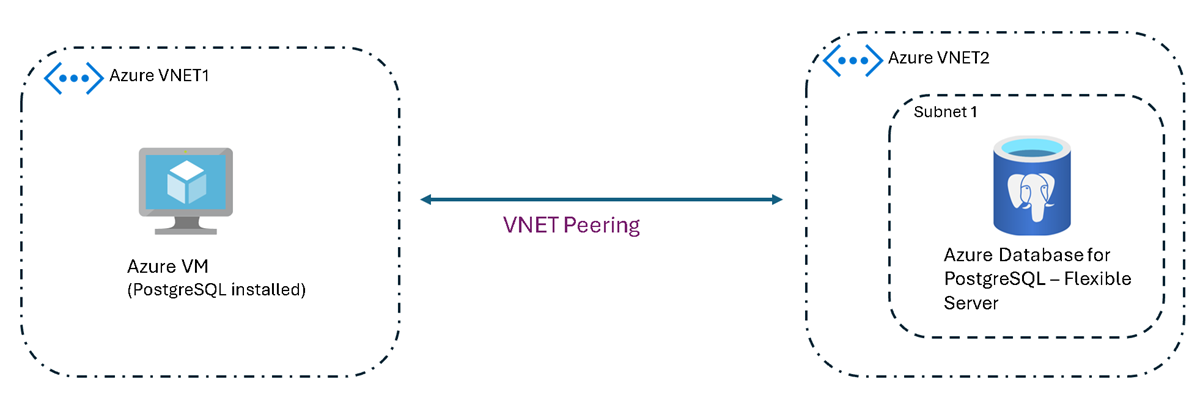 Azure VNET1
Azure VM
(PostgreSQL installed)
VNET Peering
Azure VNET2
Subnet 1
Azure Database for
PostgreSQL – Flexible
Server